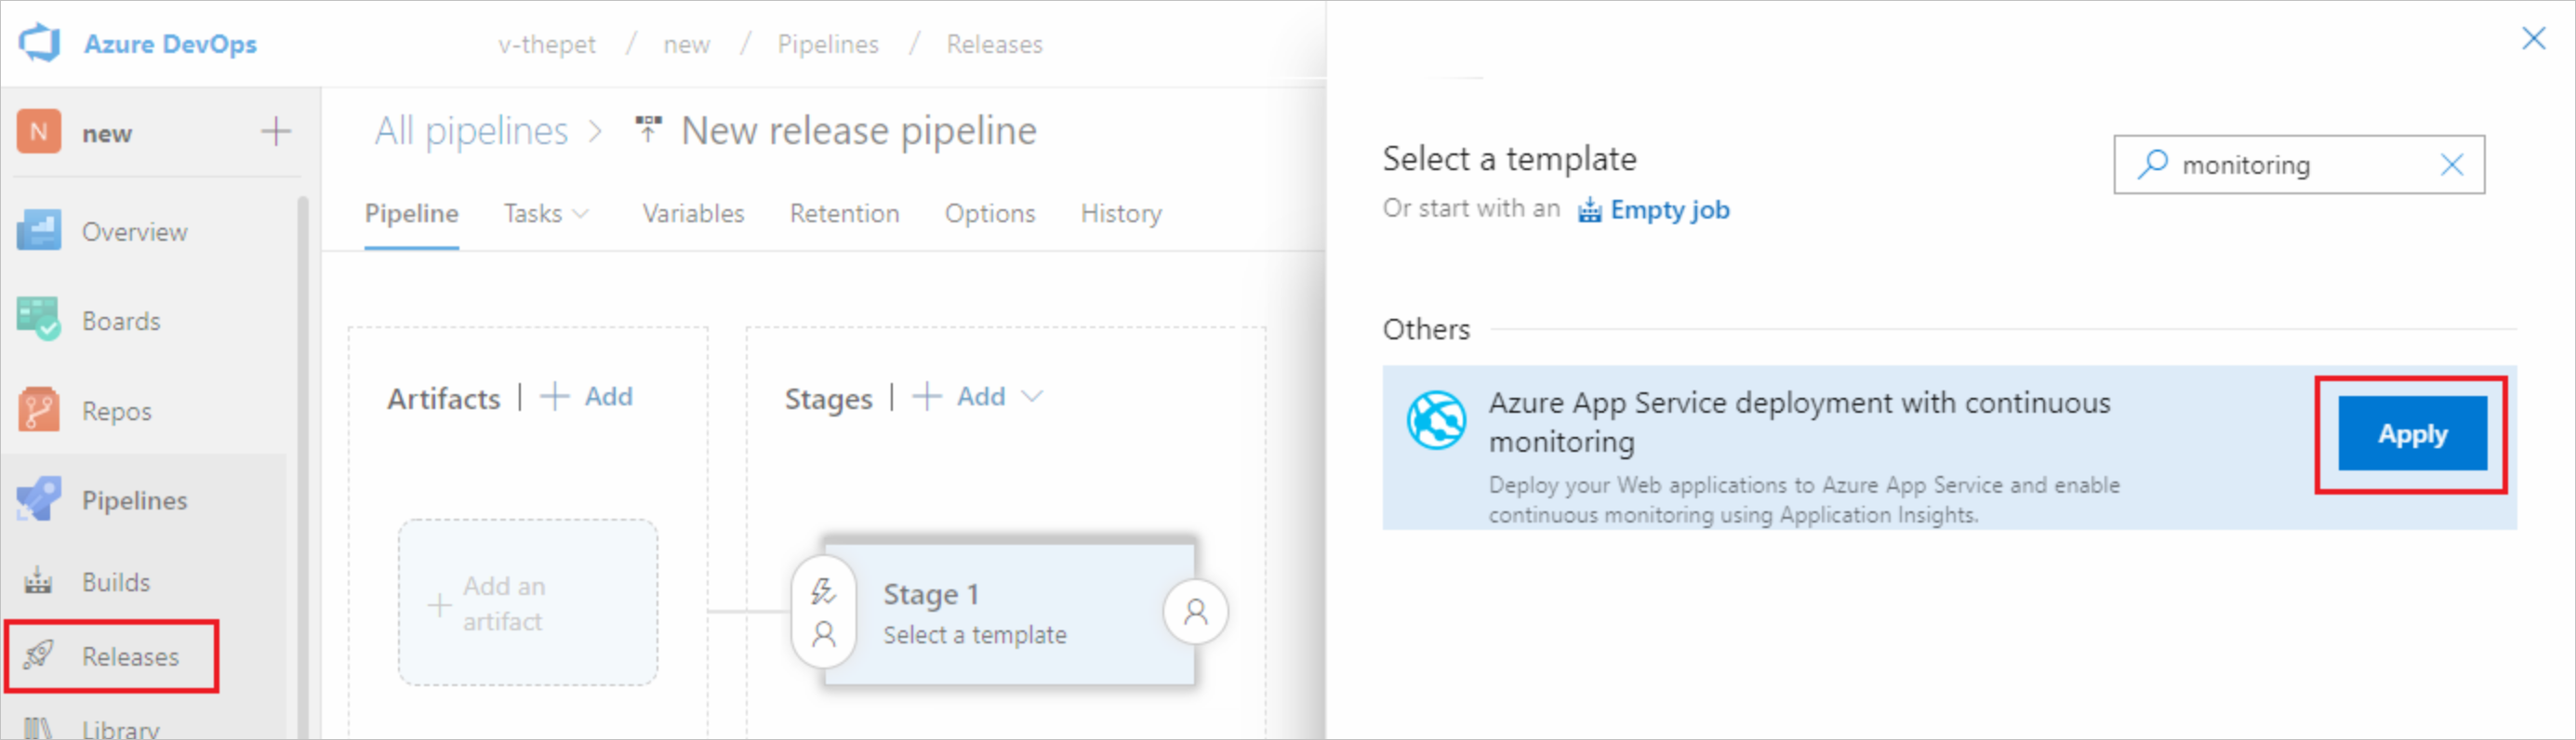 Azure DevOps
v-thepet / new / Pipelines / Releases
N new
Overview
Boards
Repos
Pipelines
Builds
Releases
Library
All pipelines > New release pipeline
Pipeline Tasks Variables Retention Options History
Artifacts | + Add
Add an
artifact
Stages | + Add
Stage 1
Select a template
Select a template
Or start with an Empty job
monitoring
Others
Azure App Service deployment with continuous
monitoring
Deploy your Web applications to Azure App Service and enable
continuous monitoring using Application Insights.
Apply